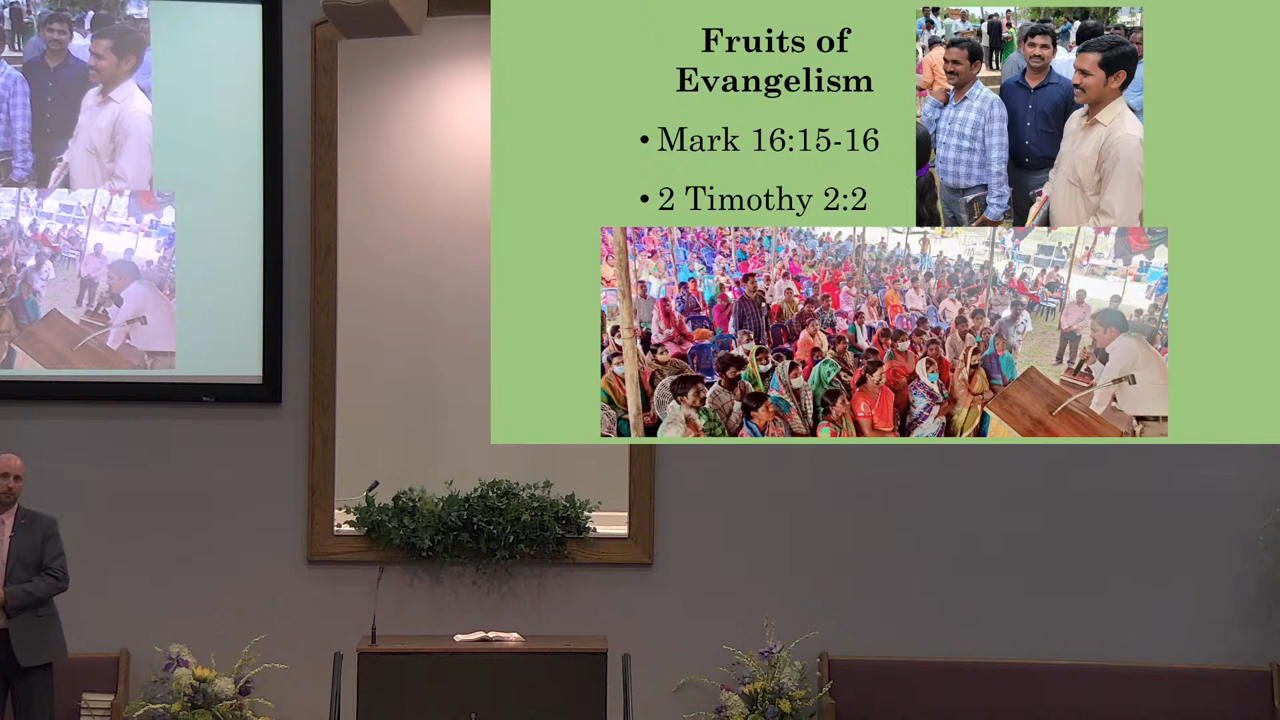 Fruits of
Evangelism
• Mark 16:15-16
• 2 Timothy 2:2